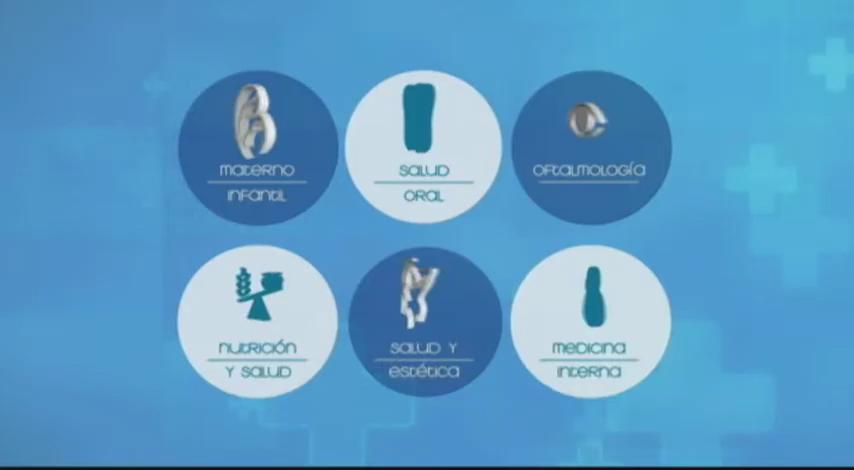 materno
infantil
salud
oral
oftalmología
nutrición
y salud
salud y
estética
medicina
interna